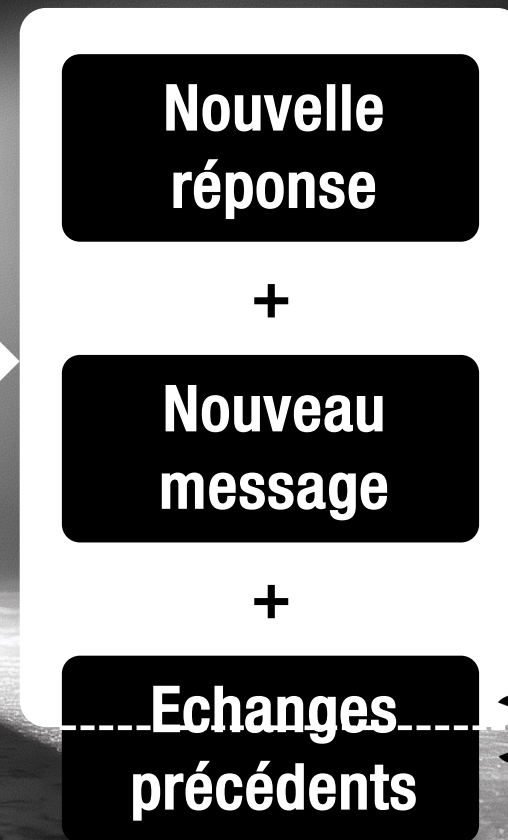 Nouvelle
réponse
+
Nouveau
message
+
Echanges
précédents